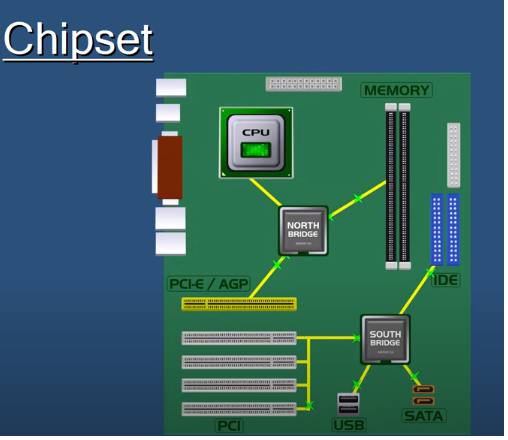 Chipset
MEMORY
CPU
NORTH
BRIDGE
PCI-E / AGP
IDE
SOUTH
BRIDGE
PCI
USB
SATA